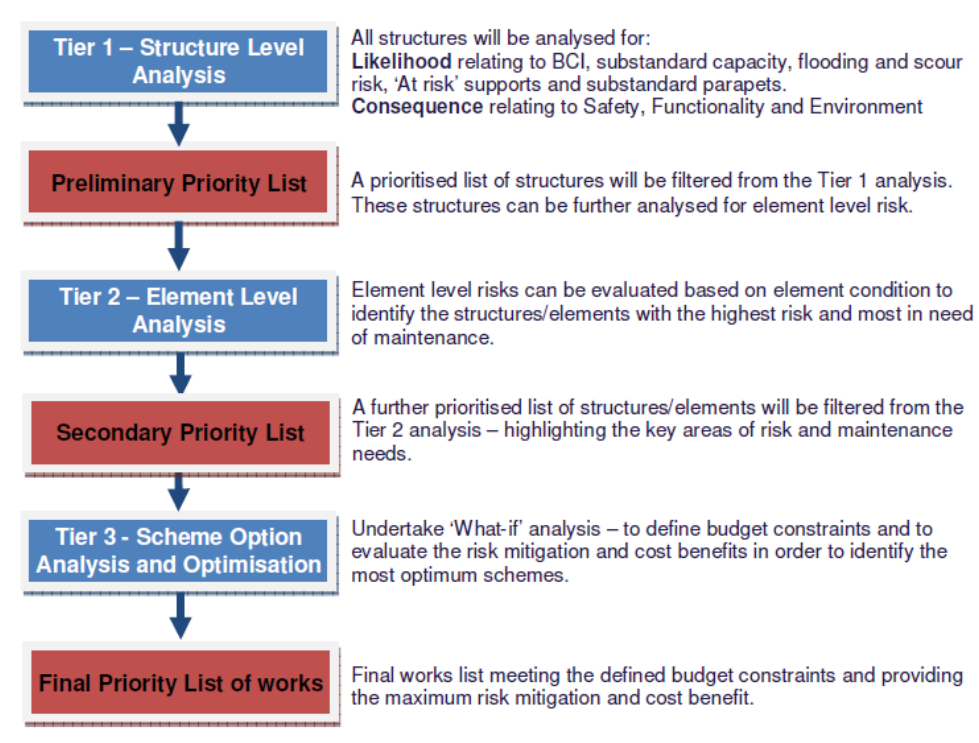 Tier 1 – Structure Level
Analysis
All structures will be analysed for:
Likelihood relating to BCI, substandard capacity, flooding and scour
risk, ‘At risk’ supports and substandard parapets.
Consequence relating to Safety, Functionality and Environment
Preliminary Priority List
A prioritised list of structures will be filtered from the Tier 1 analysis.
These structures can be further analysed for element level risk.
Tier 2 – Element Level
Analysis
Element level risks can be evaluated based on element condition to
identify the structures/elements with the highest risk and most in need
of maintenance.
Secondary Priority List
A further prioritised list of structures/elements will be filtered from the
Tier 2 analysis – highlighting the key areas of risk and maintenance
needs.
Tier 3 - Scheme Option
Analysis and Optimisation
Undertake ‘What-if’ analysis – to define budget constraints and to
evaluate the risk mitigation and cost benefits in order to identify the
most optimum schemes.
Final Priority List of works
Final works list meeting the defined budget constraints and providing
the maximum risk mitigation and cost benefit.